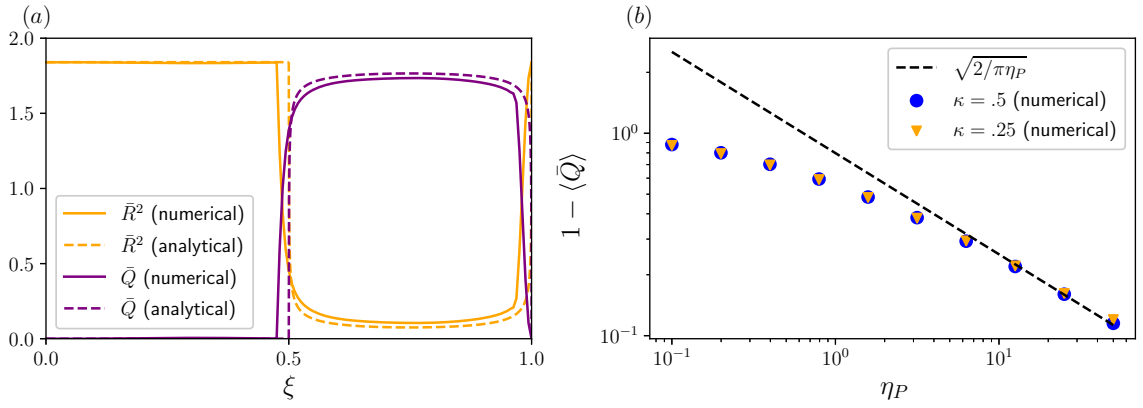 (a)
2.0
1.5
1.0
0.5
0.0
R̄² (numerical)
R̄² (analytical)
Q̄ (numerical)
Q̄ (analytical)
0.0 0.5 1.0
ξ
(b)
1 − ⟨Q̄⟩
10⁰
10⁻¹
√2/πη_P
κ = .5 (numerical)
κ = .25 (numerical)
10⁻¹ 10⁰ 10¹
η_P